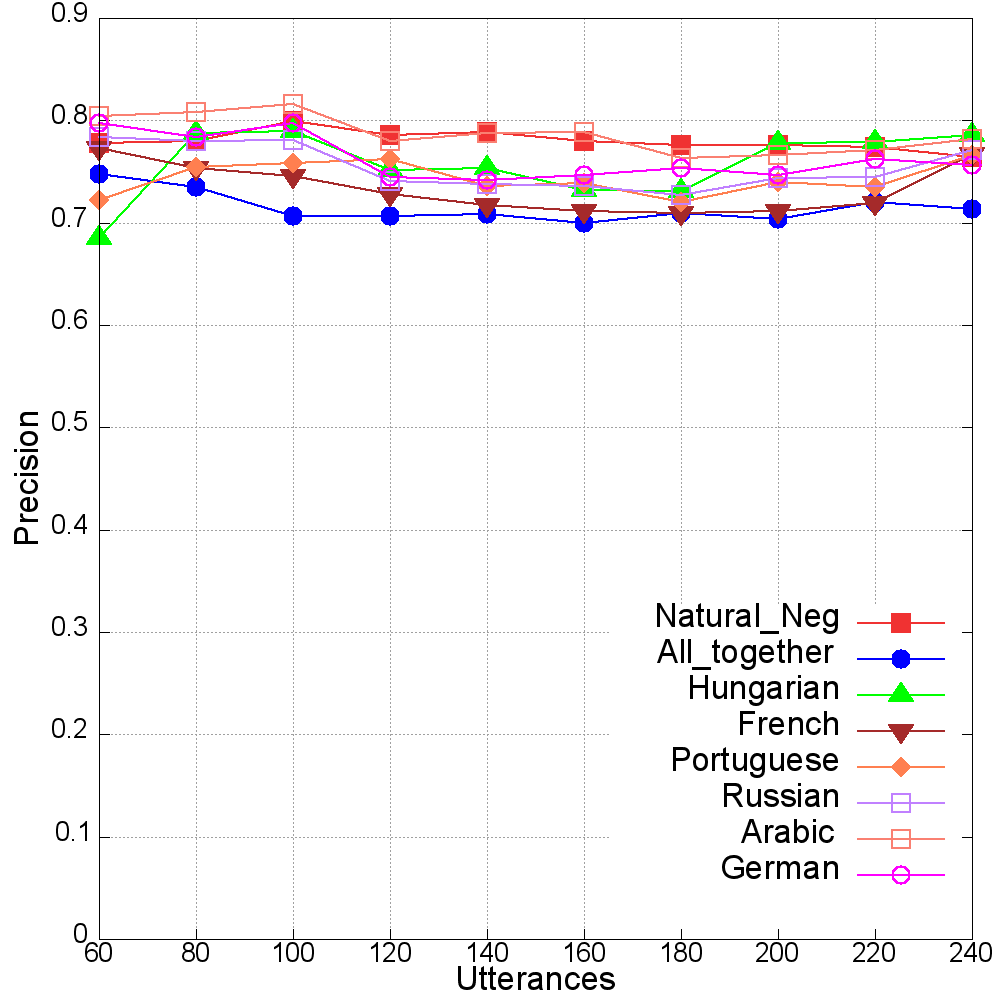 0.9
0.8
0.7
0.6
0.5
0.4
0.3
0.2
0.1
0
Precision
Natural_Neg
All_together
Hungarian
French
Portuguese
Russian
Arabic
German
60 80 100 120 140 160 180 200 220 240
Utterances